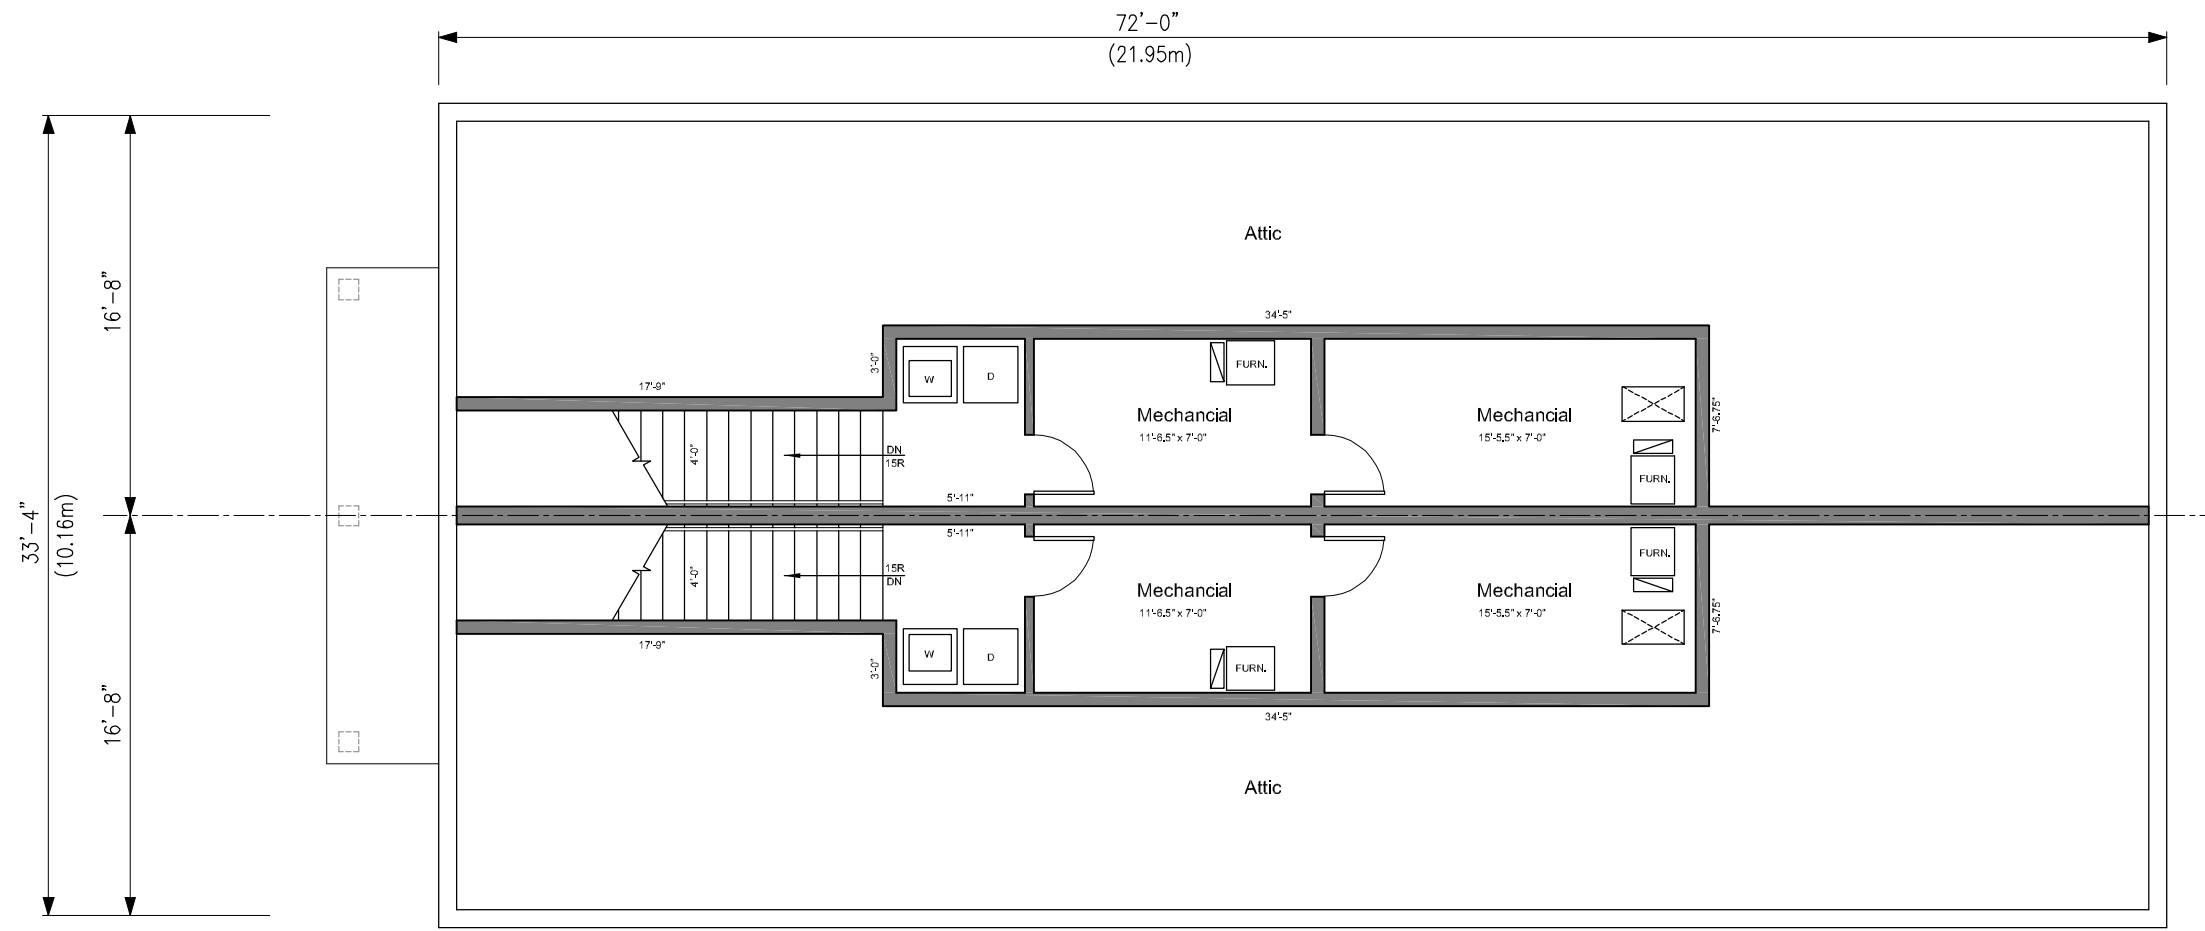 72'-0"
(21.95m)
Attic
16'-8"
34'-5"
3'-0"
W
D
FURN.
17'-9"
Mechancial
11'-6.5" x 7'-0"
Mechancial
15'-5.5" x 7'-0"
7'-6.75"
4'-0"
DN
15R
FURN.
5'-11"
33'-4"
(10.16m)
5'-11"
FURN.
4'-0"
15R
DN
Mechancial
11'-6.5" x 7'-0"
Mechancial
15'-5.5" x 7'-0"
7'-6.75"
17'-9"
3'-0"
W
D
FURN.
16'-8"
34'-5"
Attic